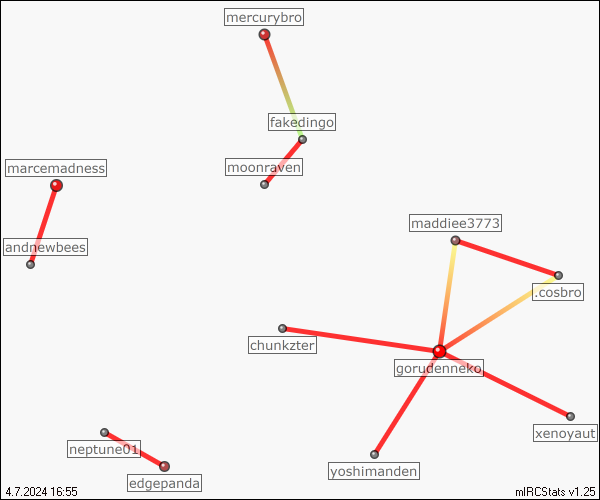 mercurybro
fakedingo
moonraven
marcemadness
maddiee3773
andnewbees
.cosbro
chunkzter
gorudenneko
xenoyaut
neptune01
yoshimanden
edgepanda
4.7.2024 16:55
mIRCStats v1.25